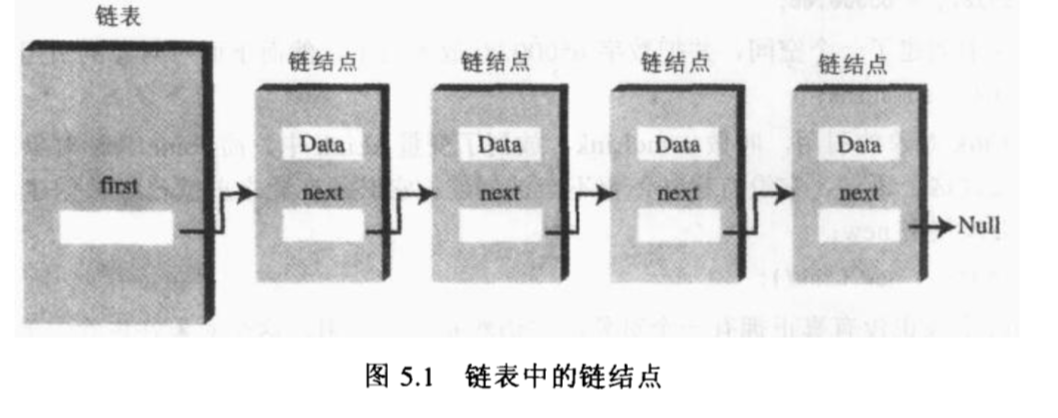 链表
链结点 链结点 链结点 链结点
Data Data Data Data
first next next next next
Null
图 5.1 链表中的链结点